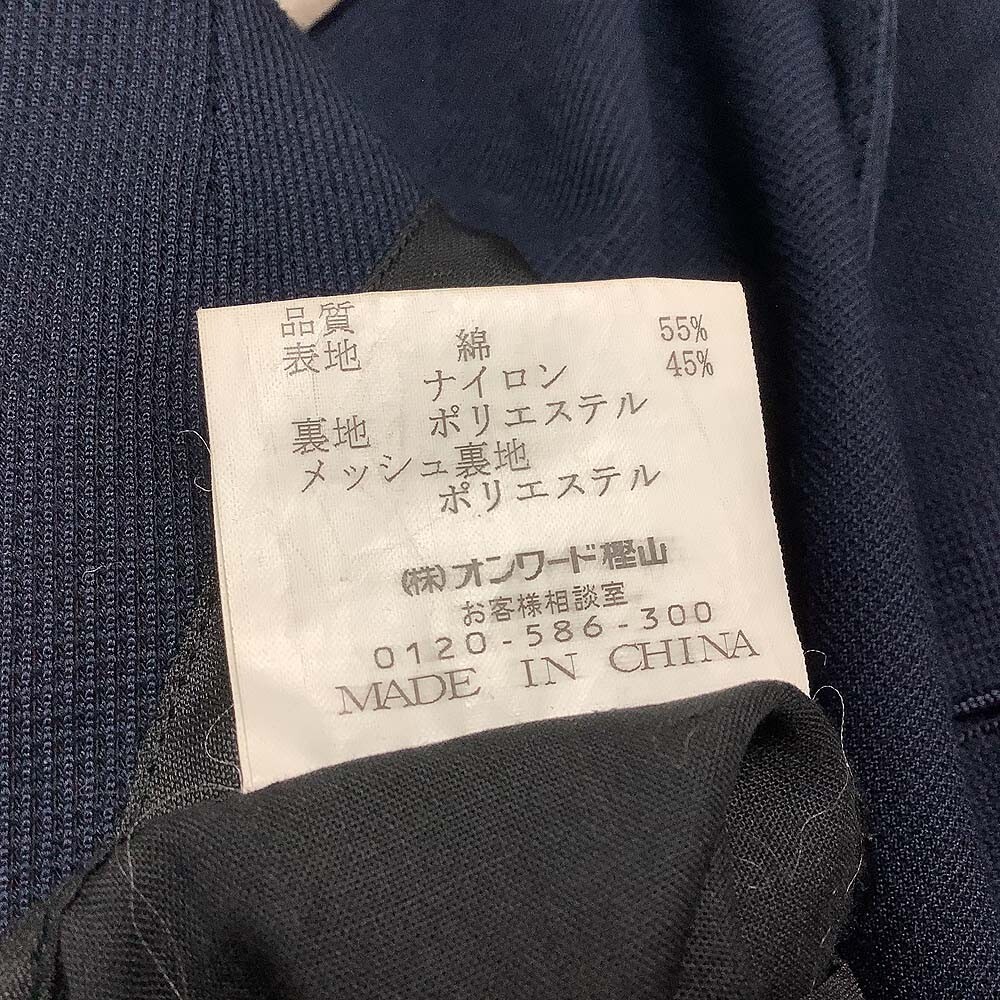 品質
表地 綿 55%
ナイロン 45%
裏地 ポリエステル
メッシュ裏地
ポリエステル
(株)オンワード樫山
お客様相談室
0120-586-300
MADE IN CHINA